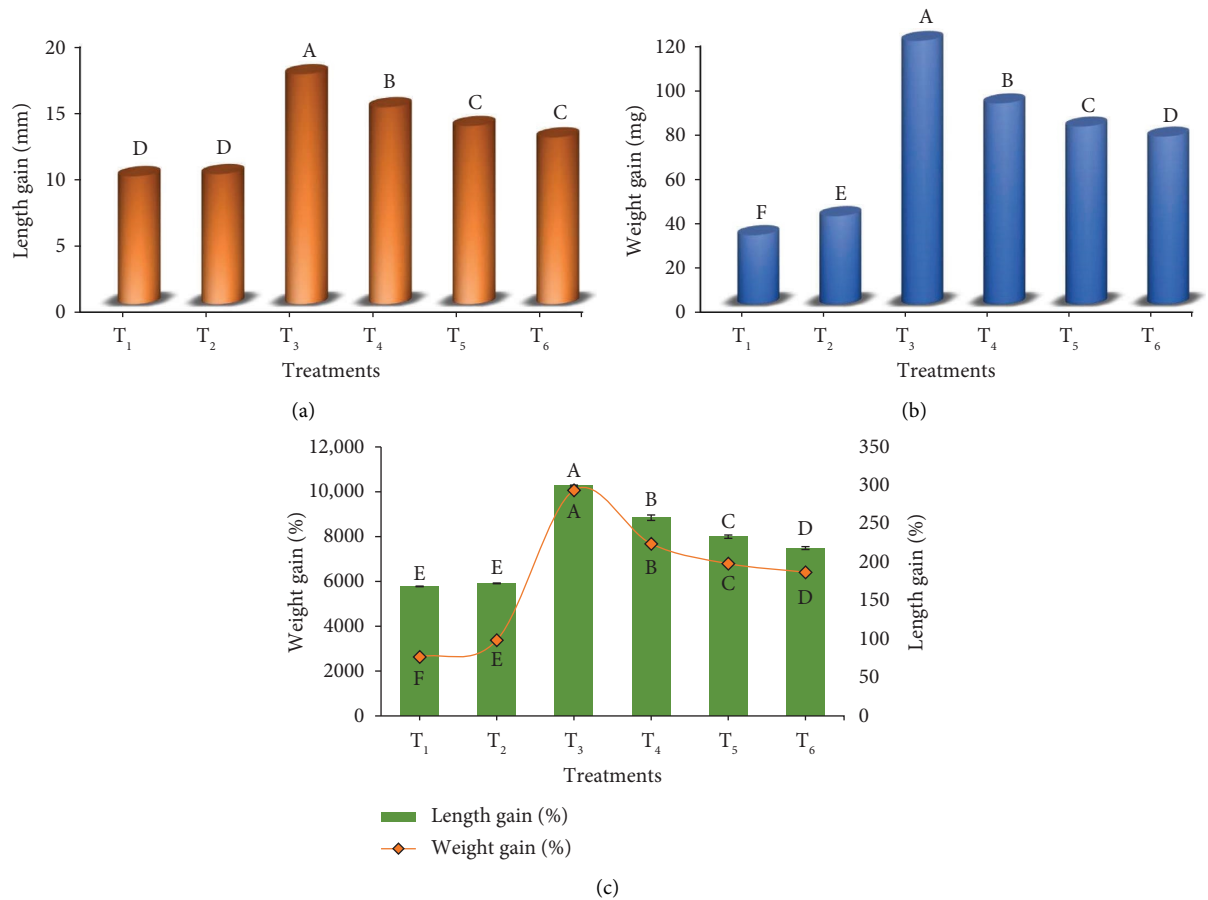 20
15
10
5
0
Length gain (mm)
D
D
A
B
C
C
T1
T2
T3
T4
T5
T6
Treatments
(a)
120
100
80
60
40
20
0
Weight gain (mg)
F
E
A
B
C
D
T1
T2
T3
T4
T5
T6
Treatments
(b)
12,000
10,000
8000
6000
4000
2000
0
Weight gain (%)
350
300
250
200
150
100
50
0
Length gain (%)
E
E
A
B
C
D
F
E
A
B
C
D
T1
T2
T3
T4
T5
T6
Treatments
Length gain (%)
Weight gain (%)
(c)